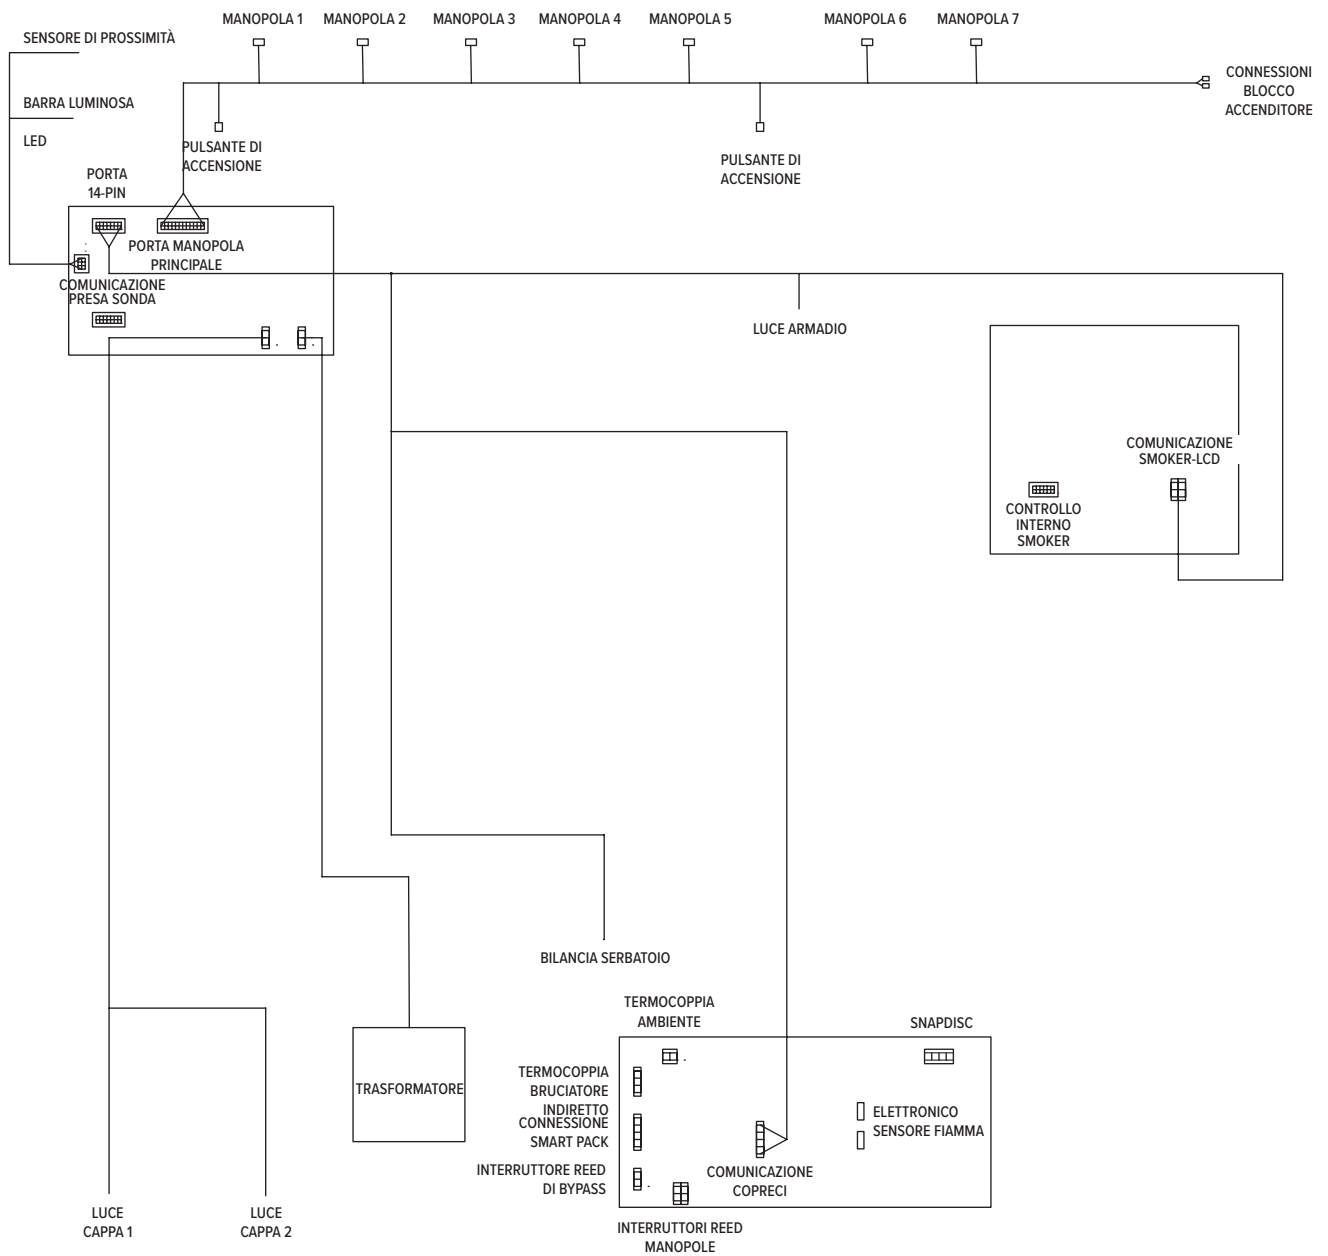 MANOPOLA 1
MANOPOLA 2
MANOPOLA 3
MANOPOLA 4
MANOPOLA 5
MANOPOLA 6
MANOPOLA 7
SENSORE DI PROSSIMITÀ
CONNESSIONI
BLOCCO
ACCENDITORE
BARRA LUMINOSA
LED
PULSANTE DI
ACCENSIONE
PULSANTE DI
ACCENSIONE
PORTA
14-PIN
PORTA MANOPOLA
PRINCIPALE
COMUNICAZIONE
PRESA SONDA
LUCE ARMADIO
COMUNICAZIONE
SMOKER-LCD
CONTROLLO
INTERNO
SMOKER
BILANCIA SERBATOIO
TERMOCOPPIA
AMBIENTE
SNAPDISC
TRASFORMATORE
TERMOCOPPIA
BRUCIATORE
INDIRETTO
CONNESSIONE
SMART PACK
ELETTRONICO
SENSORE FIAMMA
INTERRUTTORE REED
DI BYPASS
COMUNICAZIONE
COPRECI
LUCE
CAPPA 1
LUCE
CAPPA 2
INTERRUTTORI REED
MANOPOLE